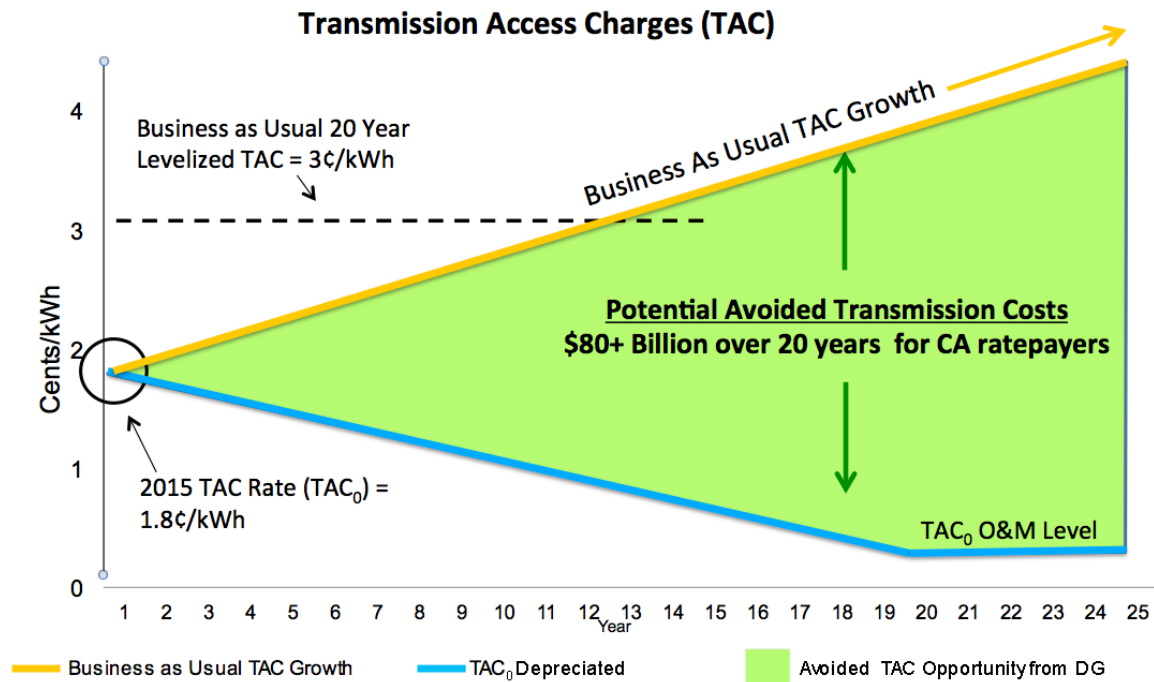 Transmission Access Charges (TAC)
4
3
2
1
0
Cents/kWh
Business as Usual 20 Year
Levelized TAC = 3¢/kWh
Business As Usual TAC Growth
Potential Avoided Transmission Costs
$80+ Billion over 20 years for CA ratepayers
2015 TAC Rate (TAC₀) =
1.8¢/kWh
TAC₀ O&M Level
1 2 3 4 5 6 7 8 9 10 11 12 13 14 15 16 17 18 19 20 21 22 23 24 25
Year
Business as Usual TAC Growth
TAC₀ Depreciated
Avoided TAC Opportunity from DG